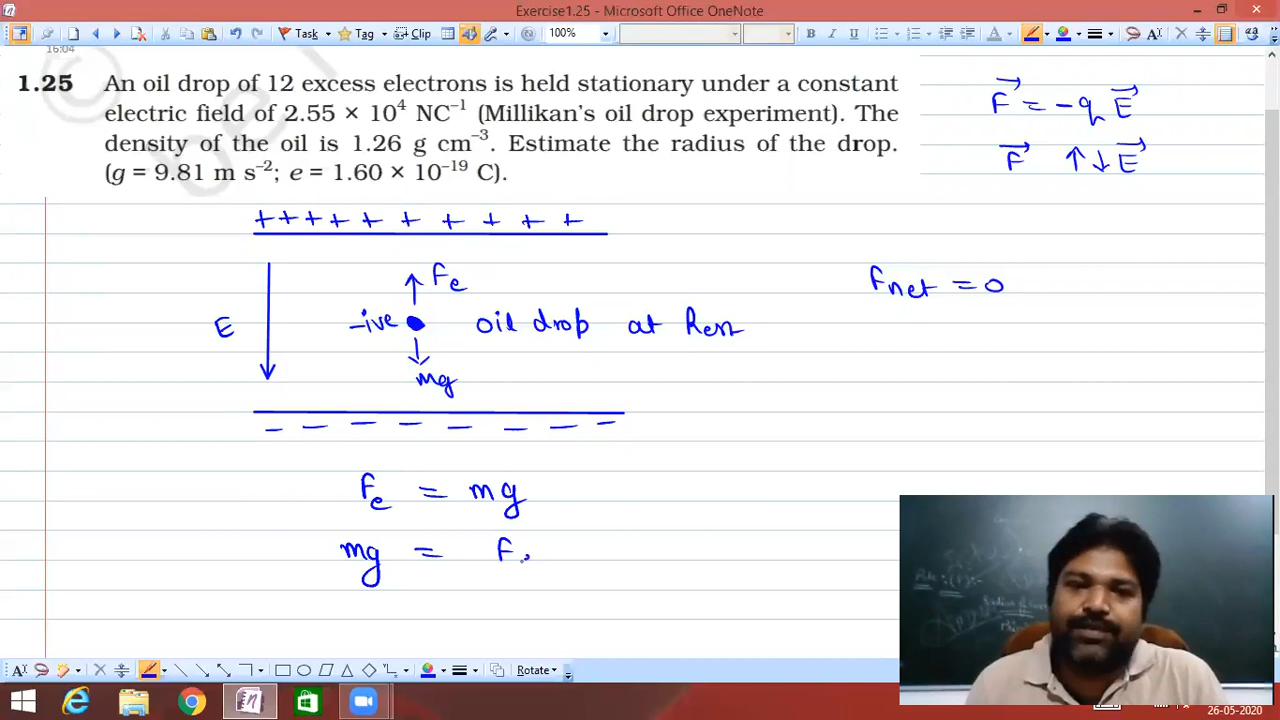 Exercise1.25 - Microsoft Office OneNote
Task Tag Clip 100% B I U
16:04
1.25 An oil drop of 12 excess electrons is held stationary under a constant
electric field of 2.55 × 10⁴ NC⁻¹ (Millikan's oil drop experiment). The
density of the oil is 1.26 g cm⁻³. Estimate the radius of the drop.
(g = 9.81 m s⁻²; e = 1.60 × 10⁻¹⁹ C).
F⃗ = -q E⃗
F⃗ ↑↓ E⃗
+ + + + + + + + + +
Fe
Fnet = 0
E -ive oil drop at Rest
mg
− − − − − − − −
Fe = mg
mg = F
Rotate
26-05-2020